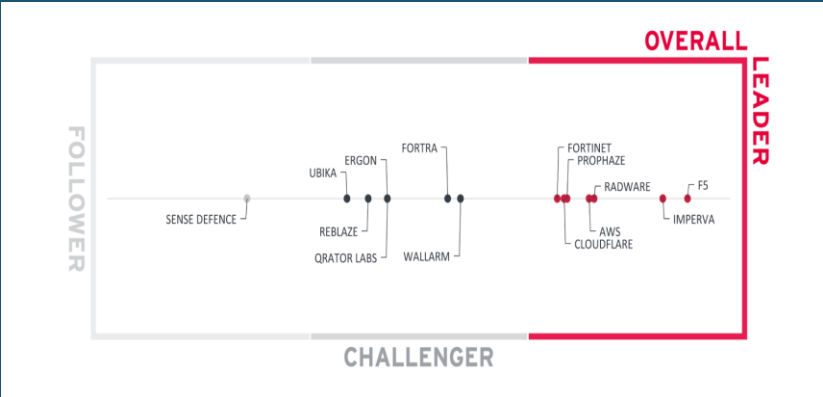 OVERALL
LEADER
FOLLOWER
FORTRA
FORTINET
ERGON
PROPHAZE
UBIKA
RADWARE
F5
SENSE DEFENCE
IMPERVA
REBLAZE
AWS
CLOUDFLARE
QRATOR LABS
WALLARM
CHALLENGER